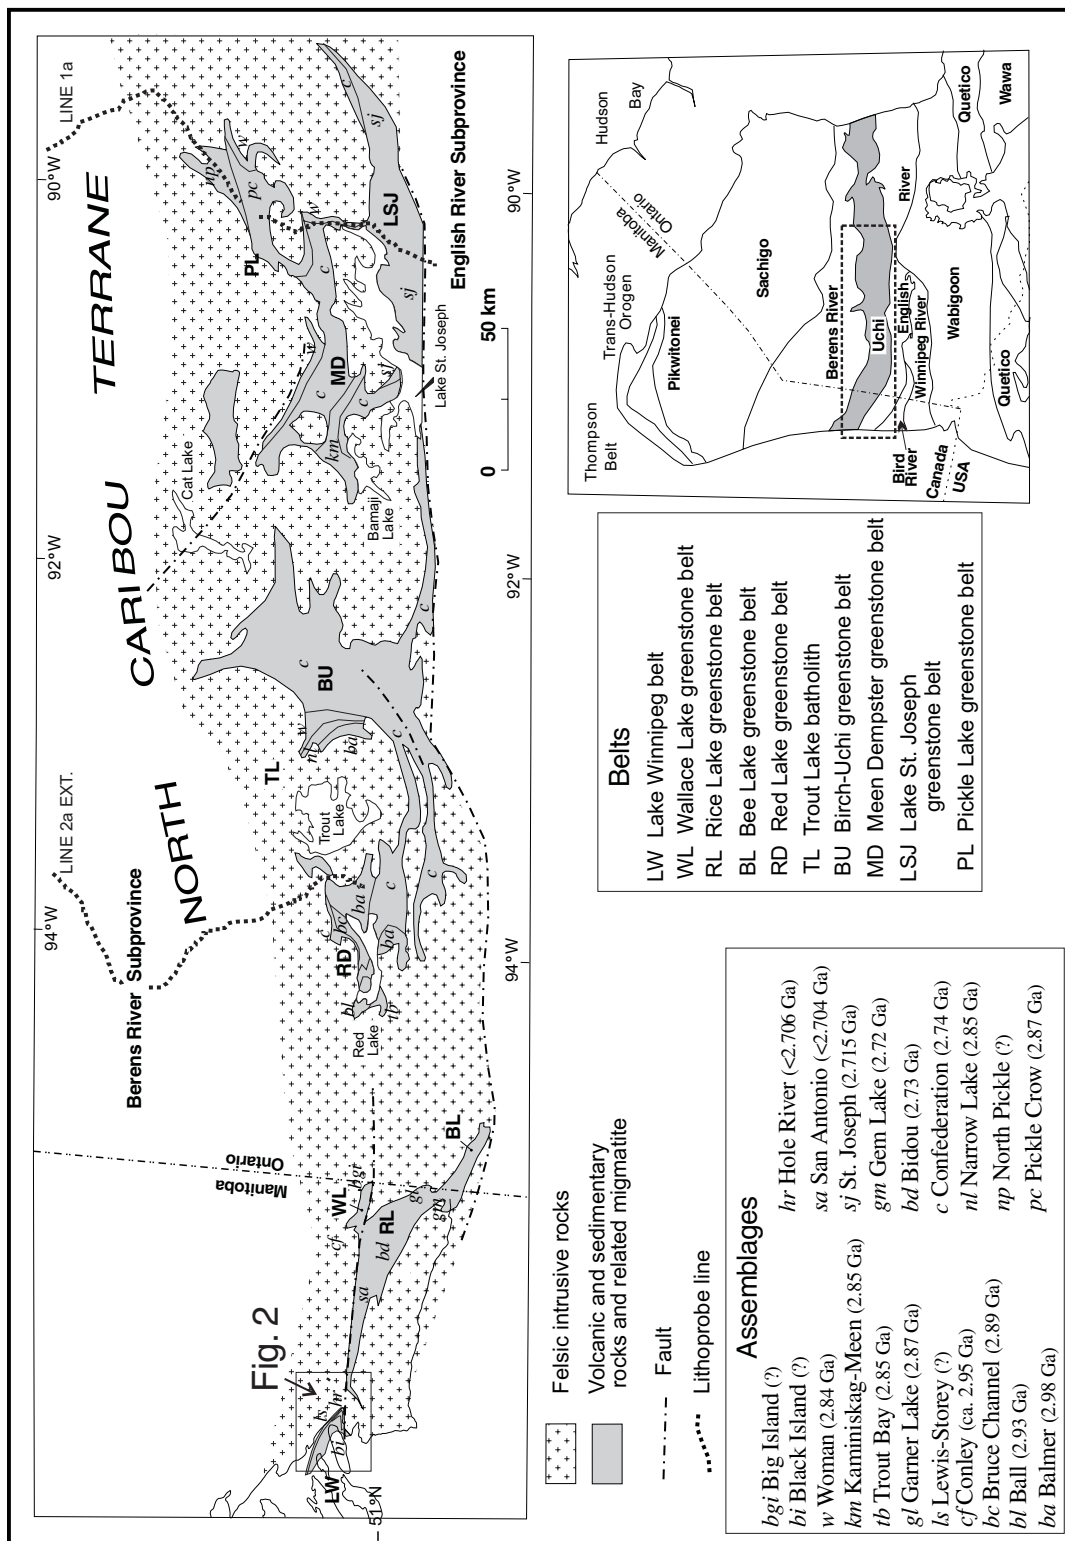 LINE 2a EXT.
LINE 1a
94°W
92°W
90°W
NORTH
CARIBOU
TERRANE
Berens River Subprovince
Fig. 2
Cat Lake
Trout
Lake
Red
Lake
Bamaji
Lake
Lake St. Joseph
English River Subprovince
Manitoba
Ontario
LW
WL
RL
BL
RD
TL
BU
MD
PL
LSJ
ls
hr
bi
sa
cf
bgi
bd
gl
gm
bl
tb
c
bc
ba
ba
c
c
w
nl
ba
c
c
c
km
c
c
w
sj
c
w
pc
np
w
sj
sj
c
51°N
94°W
92°W
90°W
0
50 km
Felsic intrusive rocks
Volcanic and sedimentary
rocks and related migmatite
Fault
Lithoprobe line
Assemblages
bgi Big Island (?)
bi Black Island (?)
w Woman (2.84 Ga)
km Kaminiskag-Meen (2.85 Ga)
tb Trout Bay (2.85 Ga)
gl Garner Lake (2.87 Ga)
ls Lewis-Storey (?)
cf Conley (ca. 2.95 Ga)
bc Bruce Channel (2.89 Ga)
bl Ball (2.93 Ga)
ba Balmer (2.98 Ga)
hr Hole River (<2.706 Ga)
sa San Antonio (<2.704 Ga)
sj St. Joseph (2.715 Ga)
gm Gem Lake (2.72 Ga)
bd Bidou (2.73 Ga)
c Confederation (2.74 Ga)
nl Narrow Lake (2.85 Ga)
np North Pickle (?)
pc Pickle Crow (2.87 Ga)
Belts
LW Lake Winnipeg belt
WL Wallace Lake greenstone belt
RL Rice Lake greenstone belt
BL Bee Lake greenstone belt
RD Red Lake greenstone belt
TL Trout Lake batholith
BU Birch-Uchi greenstone belt
MD Meen Dempster greenstone belt
LSJ Lake St. Joseph
greenstone belt
PL Pickle Lake greenstone belt
Thompson
Belt
Trans-Hudson
Orogen
Hudson
Bay
Pikwitonei
Manitoba
Ontario
Sachigo
Berens River
Uchi
English
River
Bird
River
Winnipeg River
Wabigoon
Quetico
Quetico
Wawa
Canada
USA